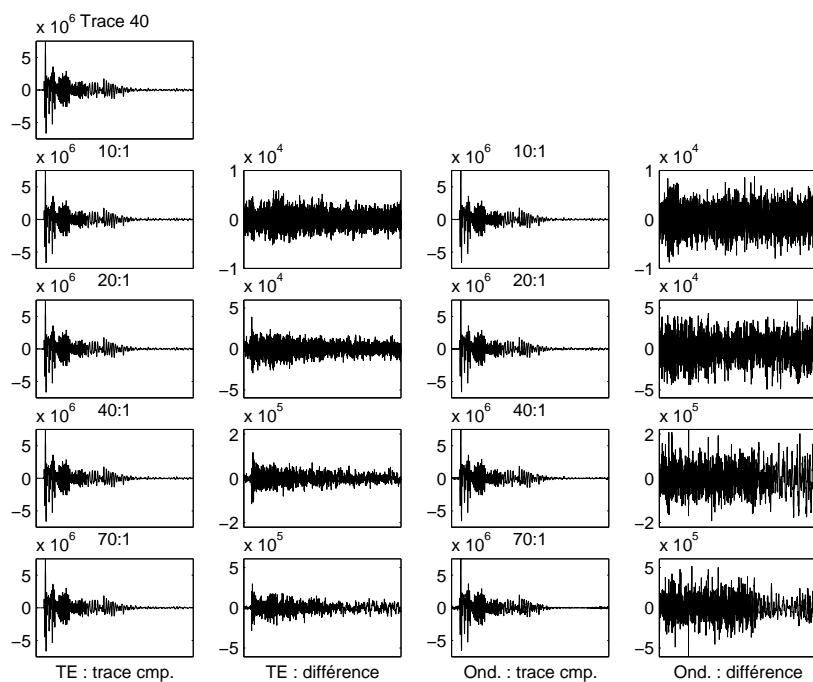 x 10^6 Trace 40
5
0
−5
x 10^6 10:1
5
0
−5
x 10^4
1
0
−1
x 10^6 10:1
5
0
−5
x 10^4
1
0
−1
x 10^6 20:1
5
0
−5
x 10^4
5
0
−5
x 10^6 20:1
5
0
−5
x 10^4
5
0
−5
x 10^6 40:1
5
0
−5
x 10^5
2
0
−2
x 10^6 40:1
5
0
−5
x 10^5
2
0
−2
x 10^6 70:1
5
0
−5
x 10^5
5
0
−5
x 10^6 70:1
5
0
−5
x 10^5
5
0
−5
TE : trace cmp.
TE : différence
Ond. : trace cmp.
Ond. : différence